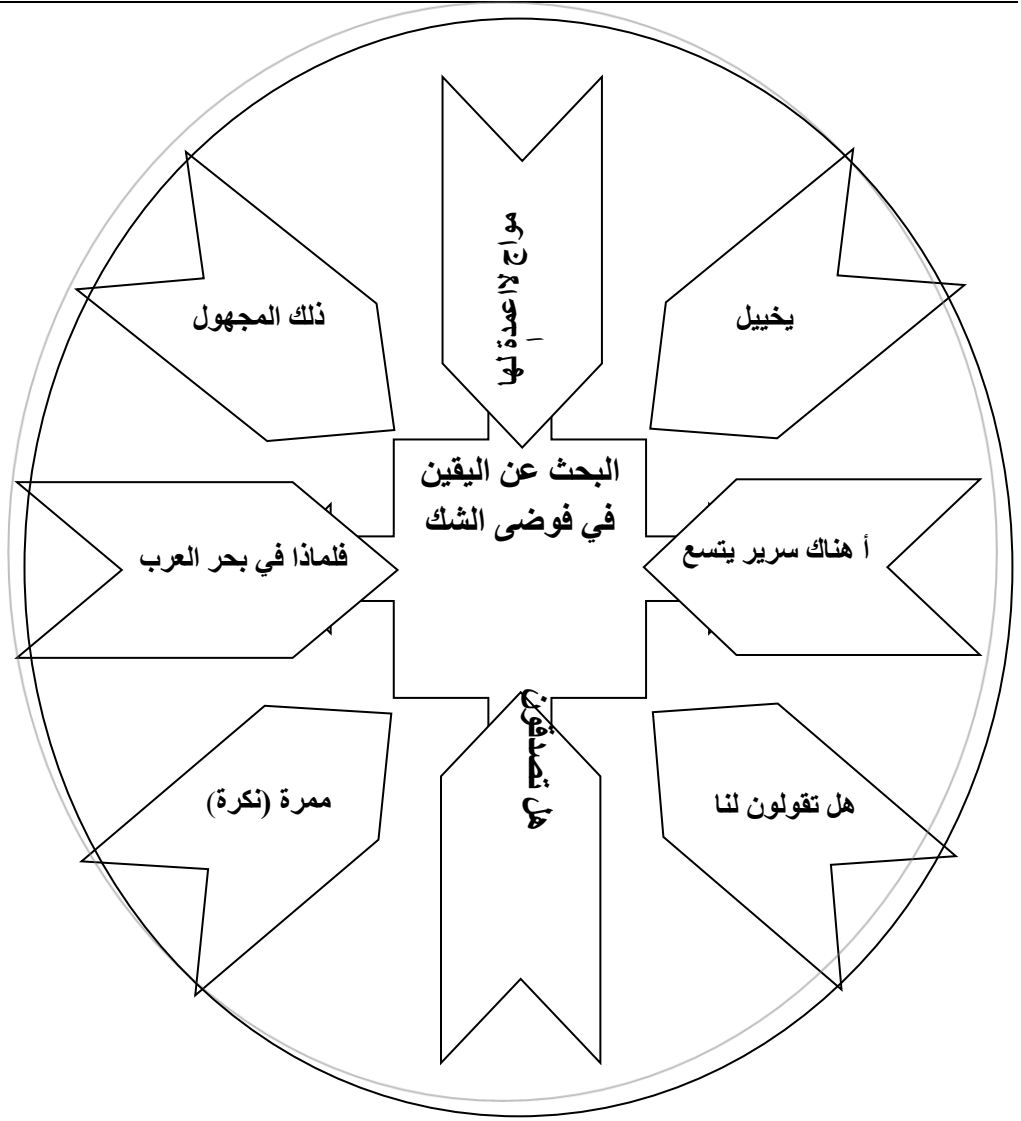 مواج لا أعمدة لها
يخييل
ذلك المجهول
البحث عن اليقين
في فوضى الشك
أ هناك سرير يتسع
فلماذا في بحر العرب
هل تصدقون
هل تقولون لنا
ممرة (نكرة)